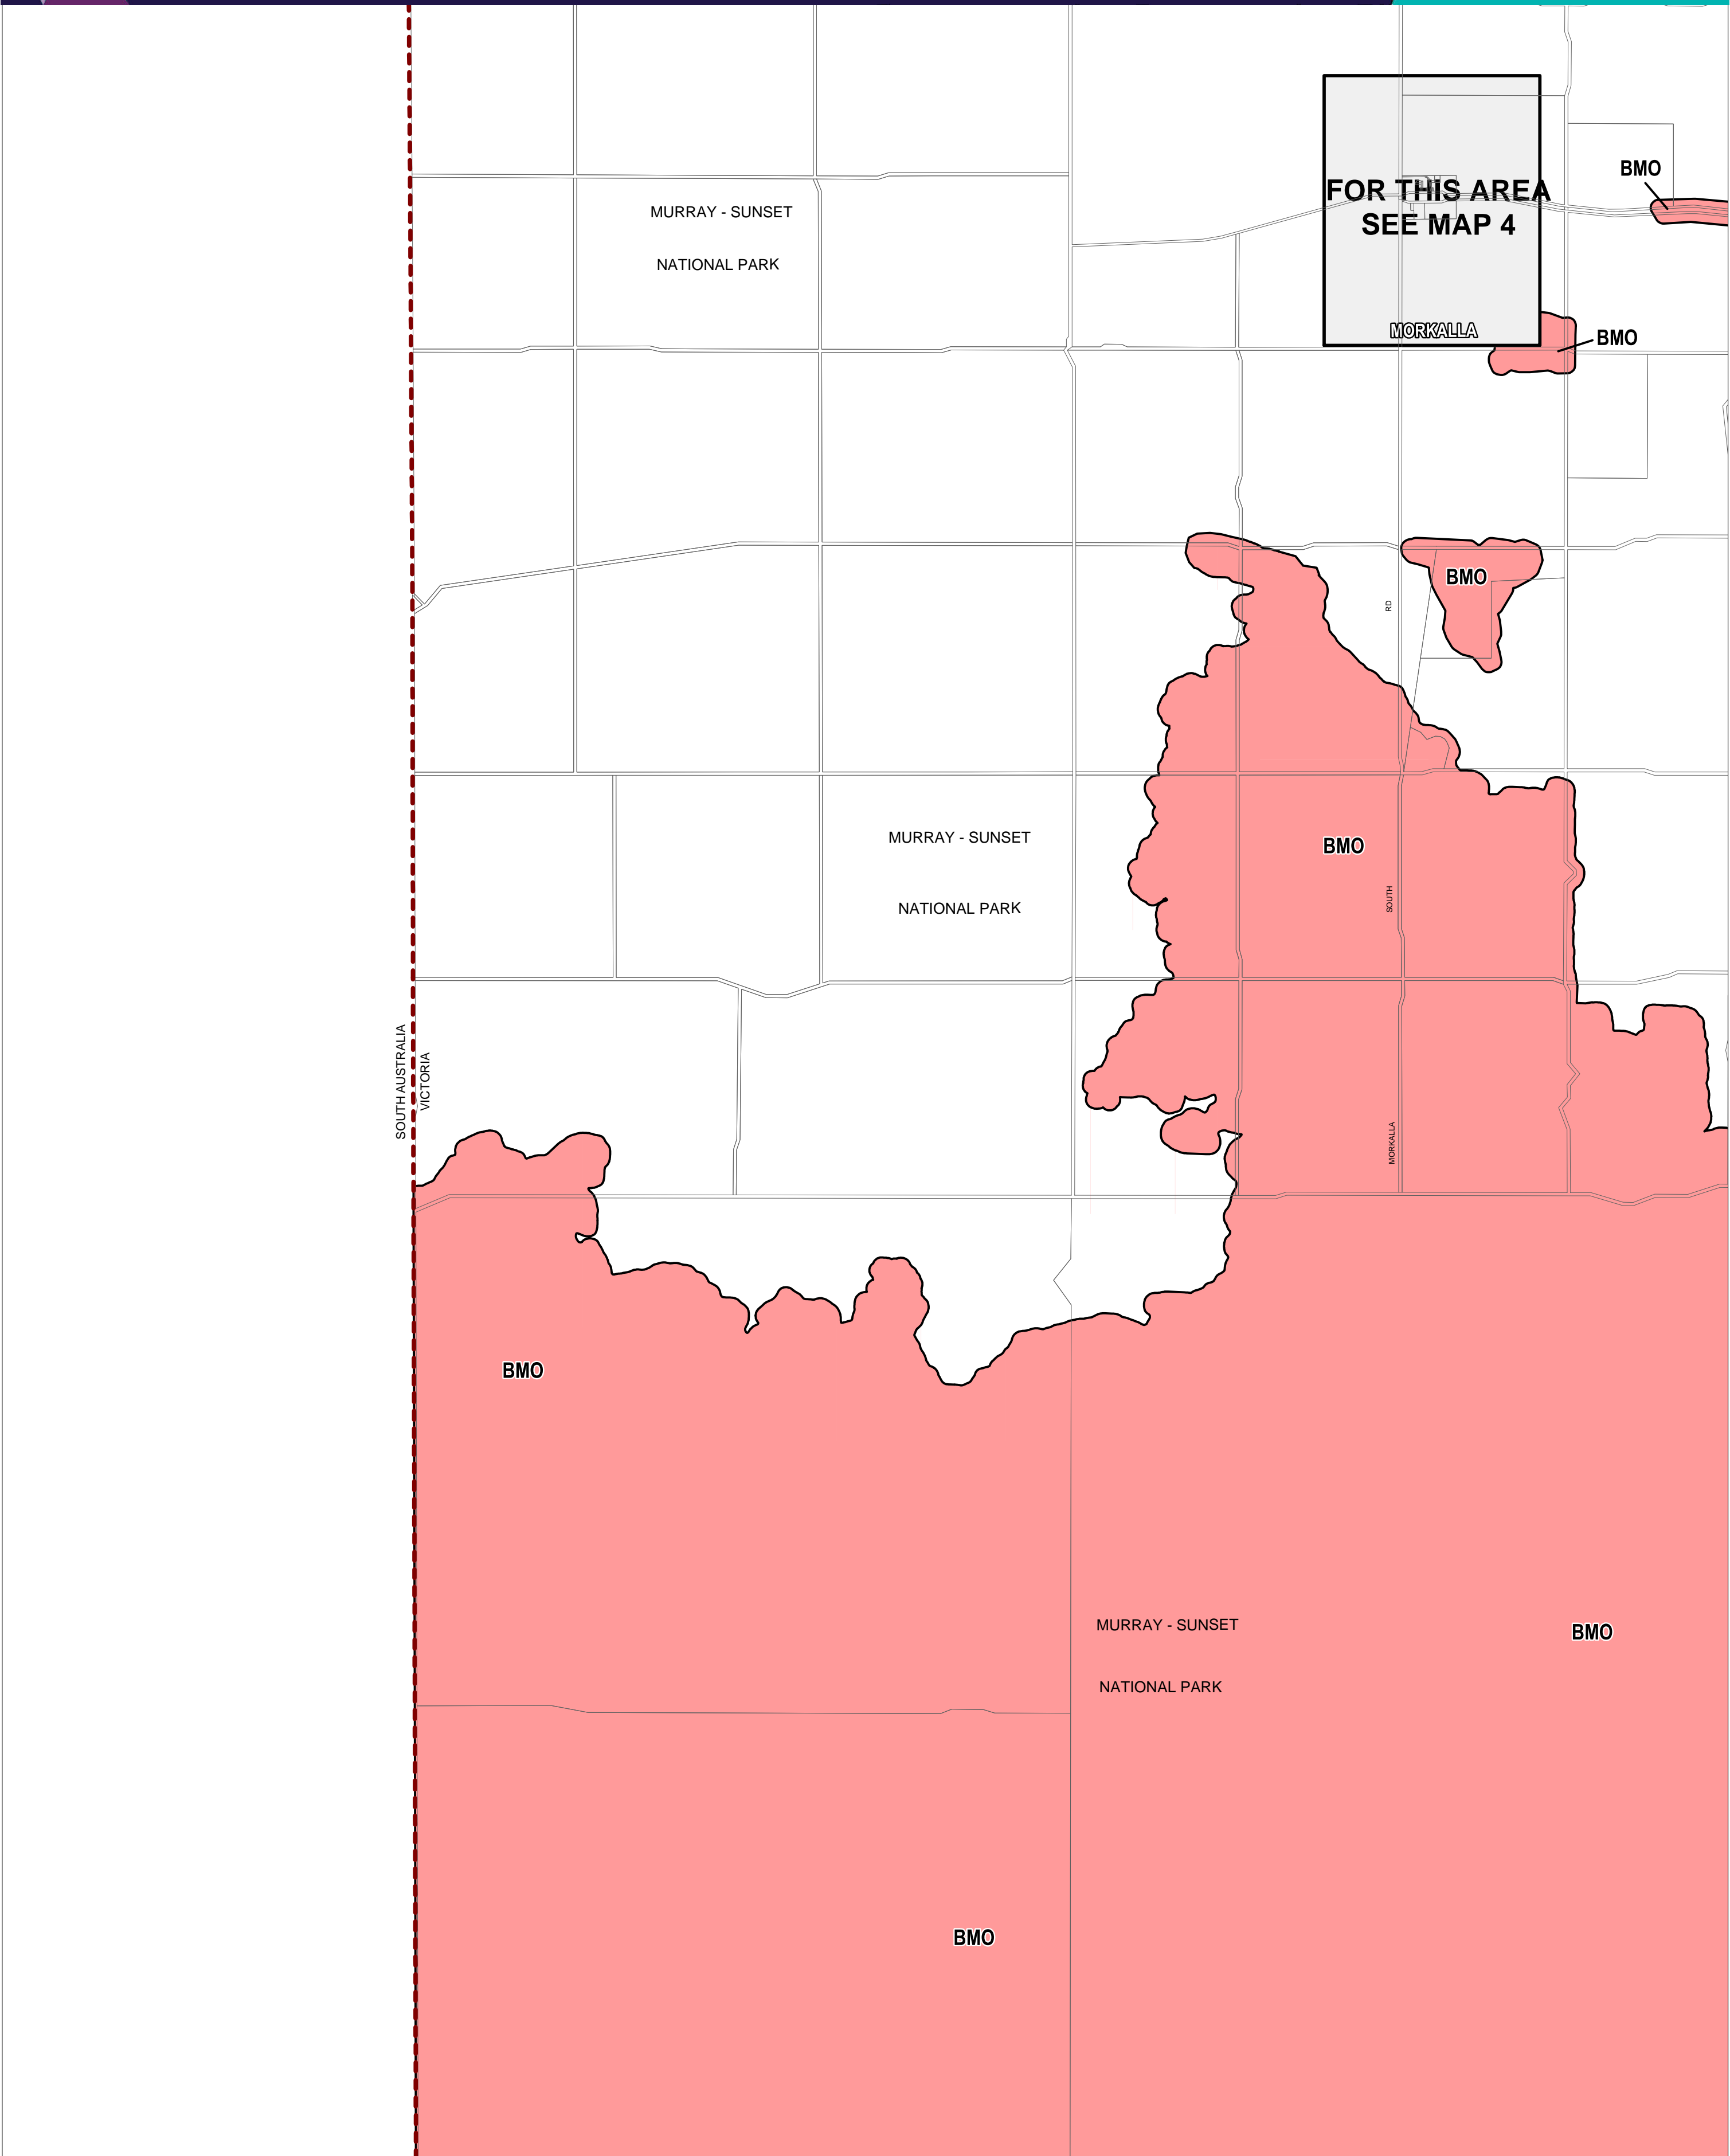 BMO
FOR THIS AREA
SEE MAP 4
MURRAY - SUNSET
NATIONAL PARK
MORKALLA
BMO
BMO
RD
MURRAY - SUNSET
BMO
SOUTH
NATIONAL PARK
SOUTH AUSTRALIA
VICTORIA
MORKALLA
BMO
MURRAY - SUNSET
BMO
NATIONAL PARK
BMO